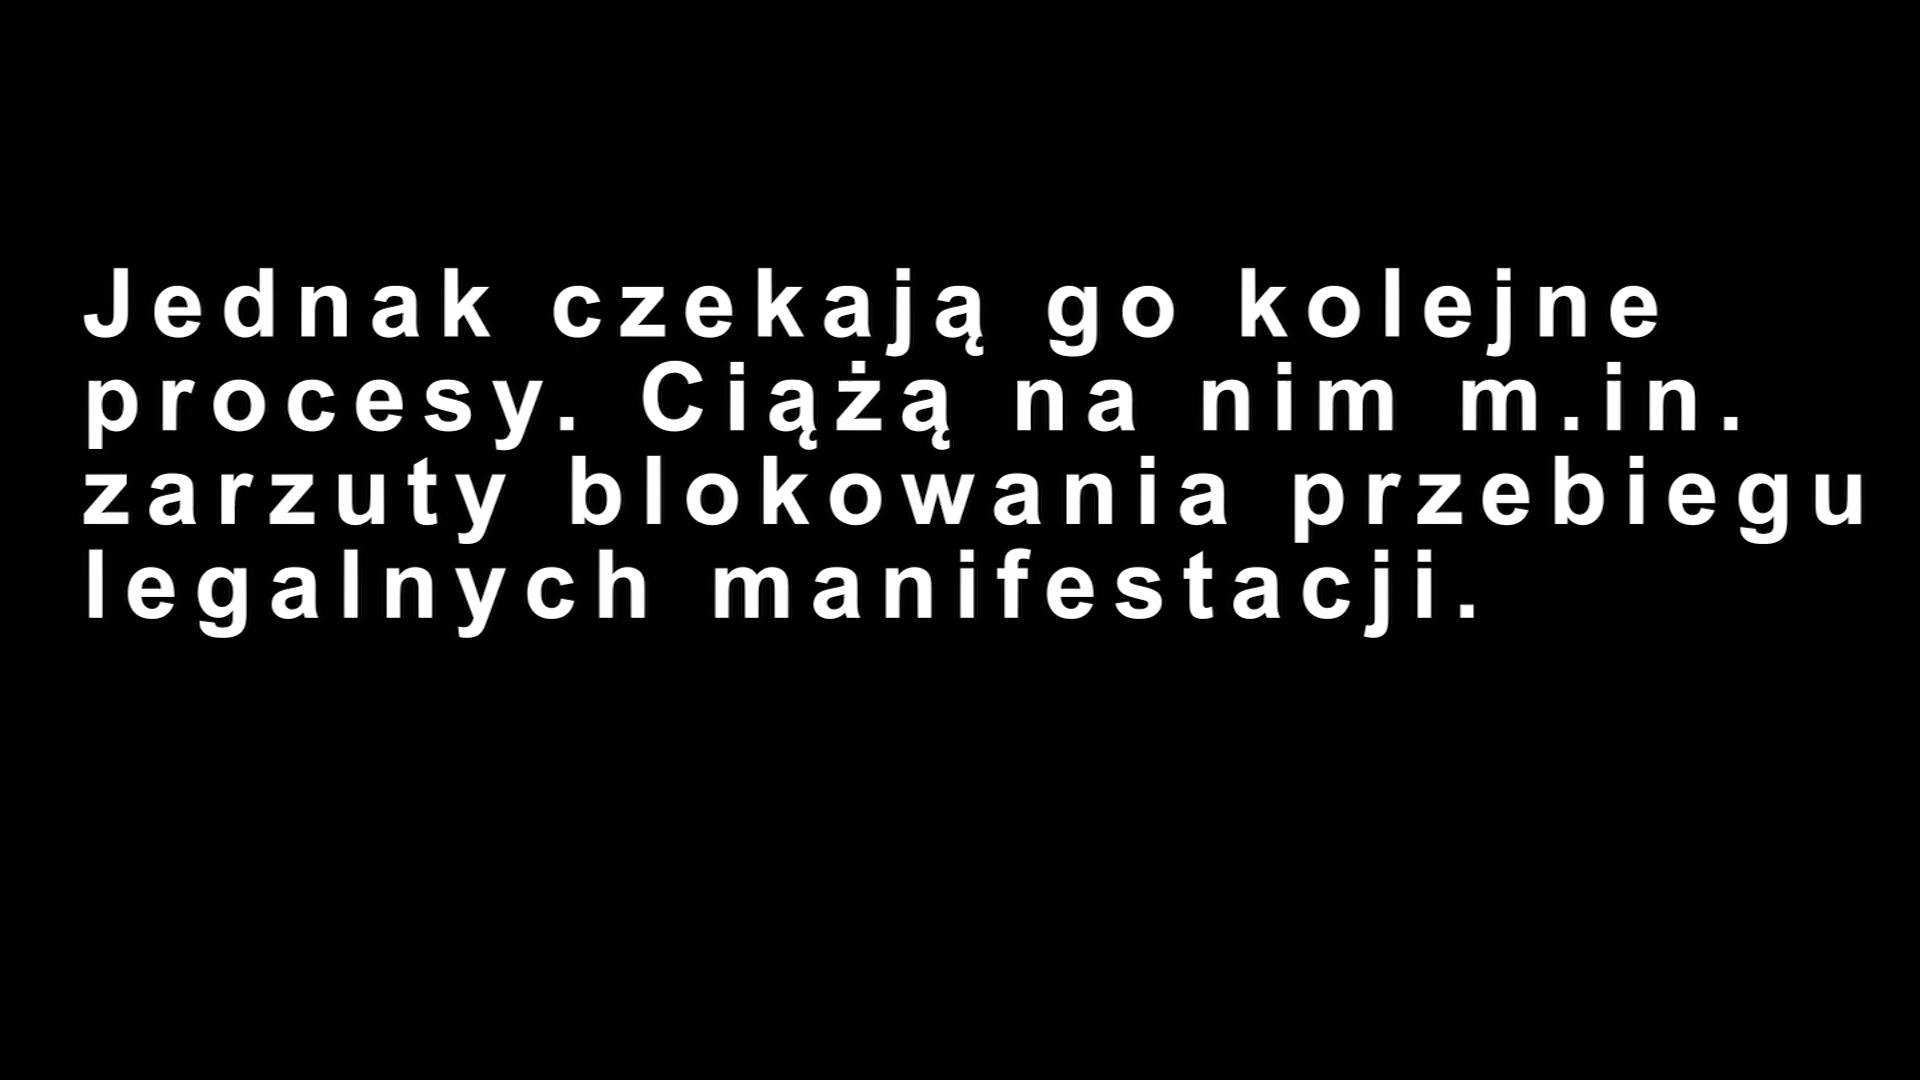 Jednak czekają go kolejne
procesy. Ciążą na nim m.in.
zarzuty blokowania przebiegu
legalnych manifestacji.